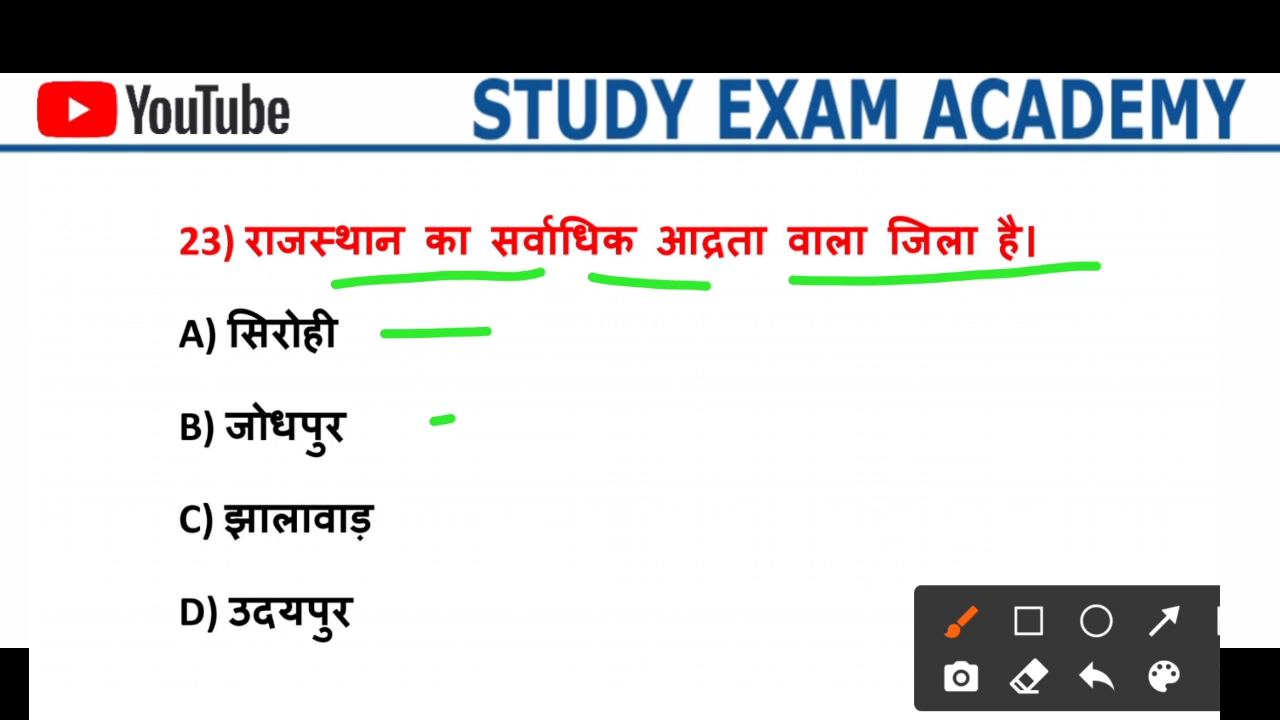 YouTube STUDY EXAM ACADEMY
23) राजस्थान का सर्वाधिक आद्रता वाला जिला है।
A) सिरोही
B) जोधपुर
C) झालावाड़
D) उदयपुर